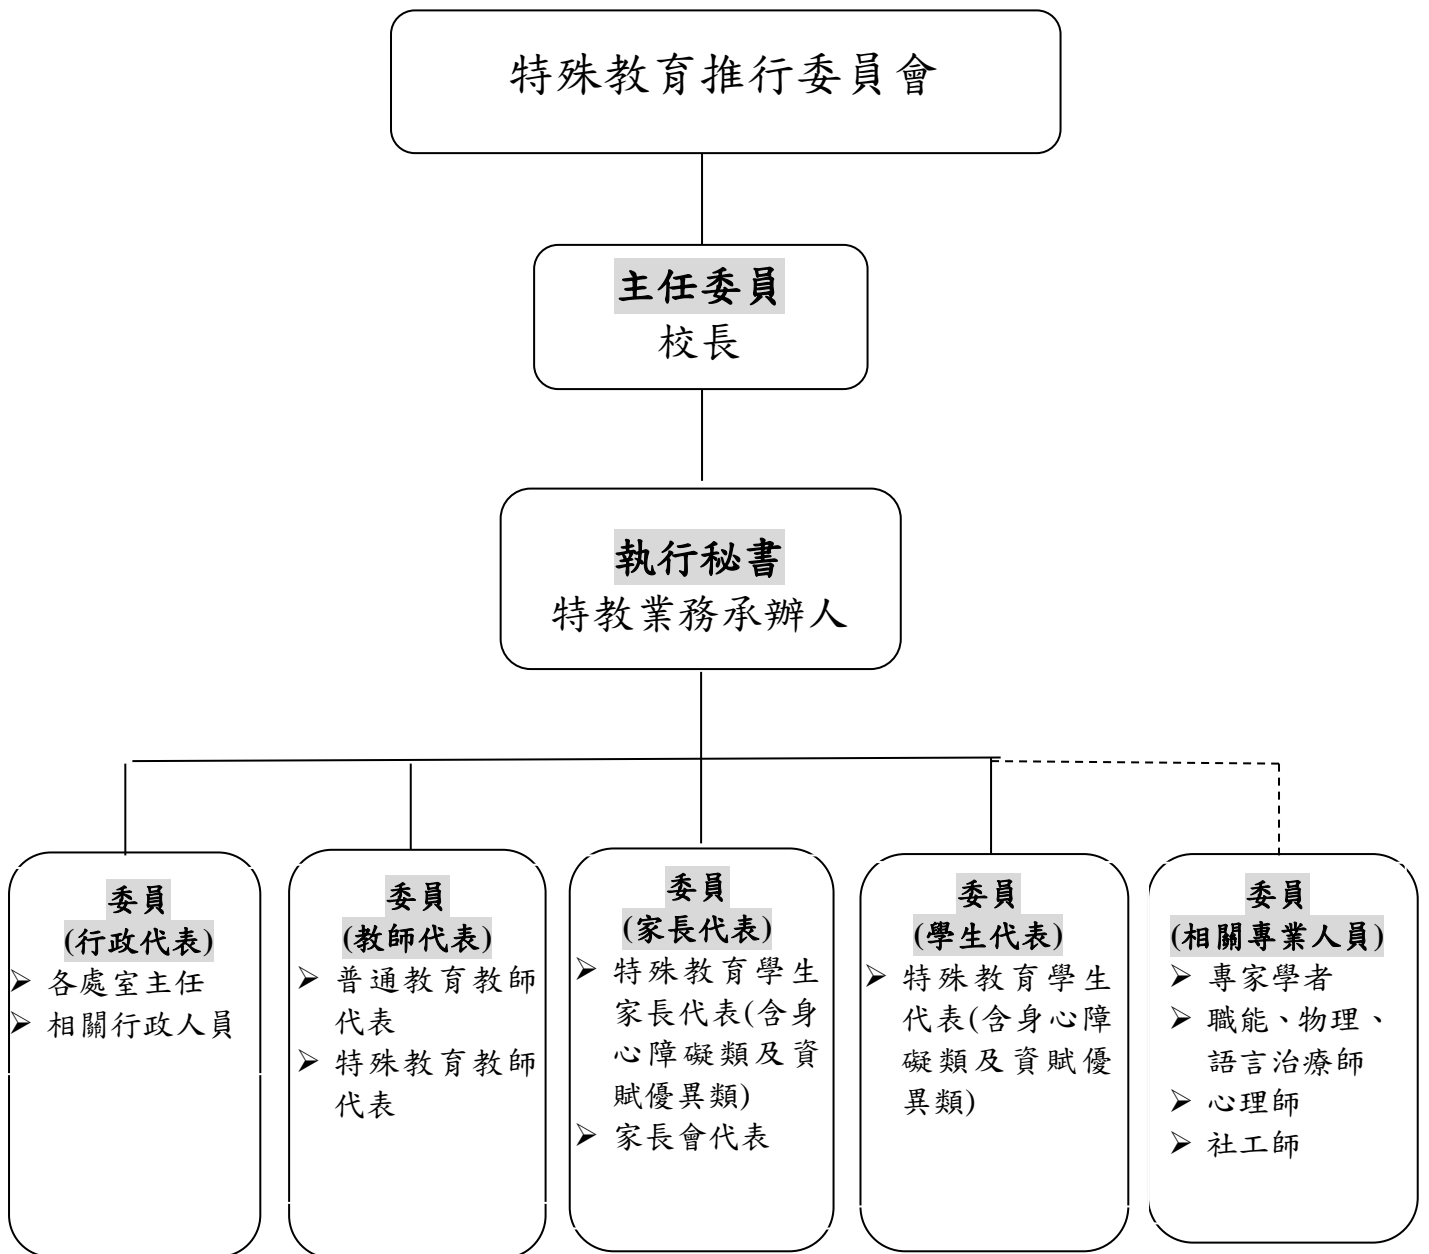 特殊教育推行委員會
主任委員
校長
執行秘書
特教業務承辦人
委員
(行政代表)
➢ 各處室主任
➢ 相關行政人員
委員
(教師代表)
➢ 普通教育教師
代表
➢ 特殊教育教師
代表
委員
(家長代表)
➢ 特殊教育學生
家長代表(含身
心障礙類及資
賦優異類)
➢ 家長會代表
委員
(學生代表)
➢ 特殊教育學生
代表(含身心障
礙類及資賦優
異類)
委員
(相關專業人員)
➢ 專家學者
➢ 職能、物理、
語言治療師
➢ 心理師
➢ 社工師